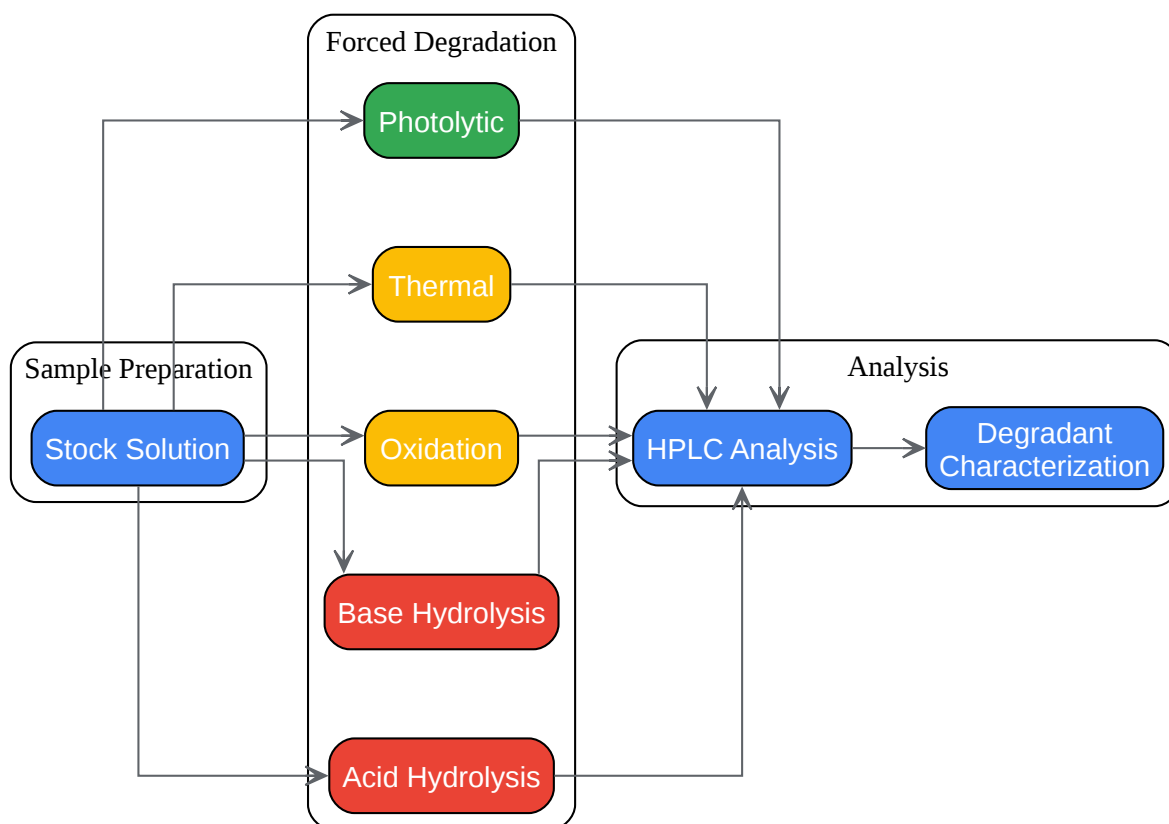 Forced Degradation
Photolytic
Thermal
Sample Preparation
Analysis
Stock Solution
Oxidation
HPLC Analysis
Degradant
Characterization
Base Hydrolysis
Acid Hydrolysis